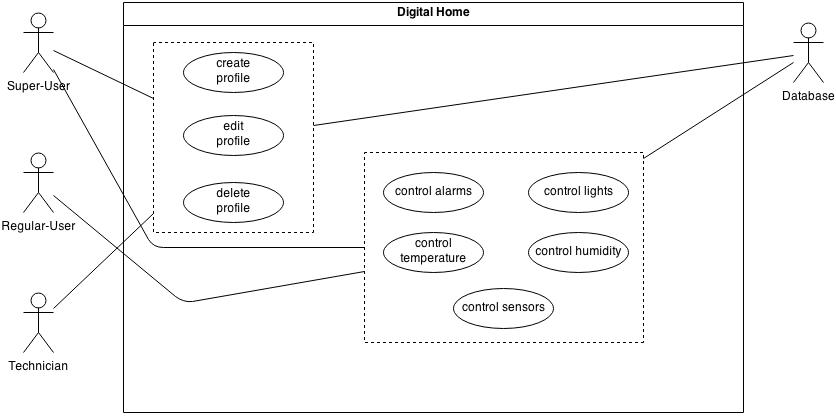 Digital Home
Super-User
Database
create
profile
edit
profile
delete
profile
Regular-User
control alarms
control lights
control
temperature
control humidity
control sensors
Technician